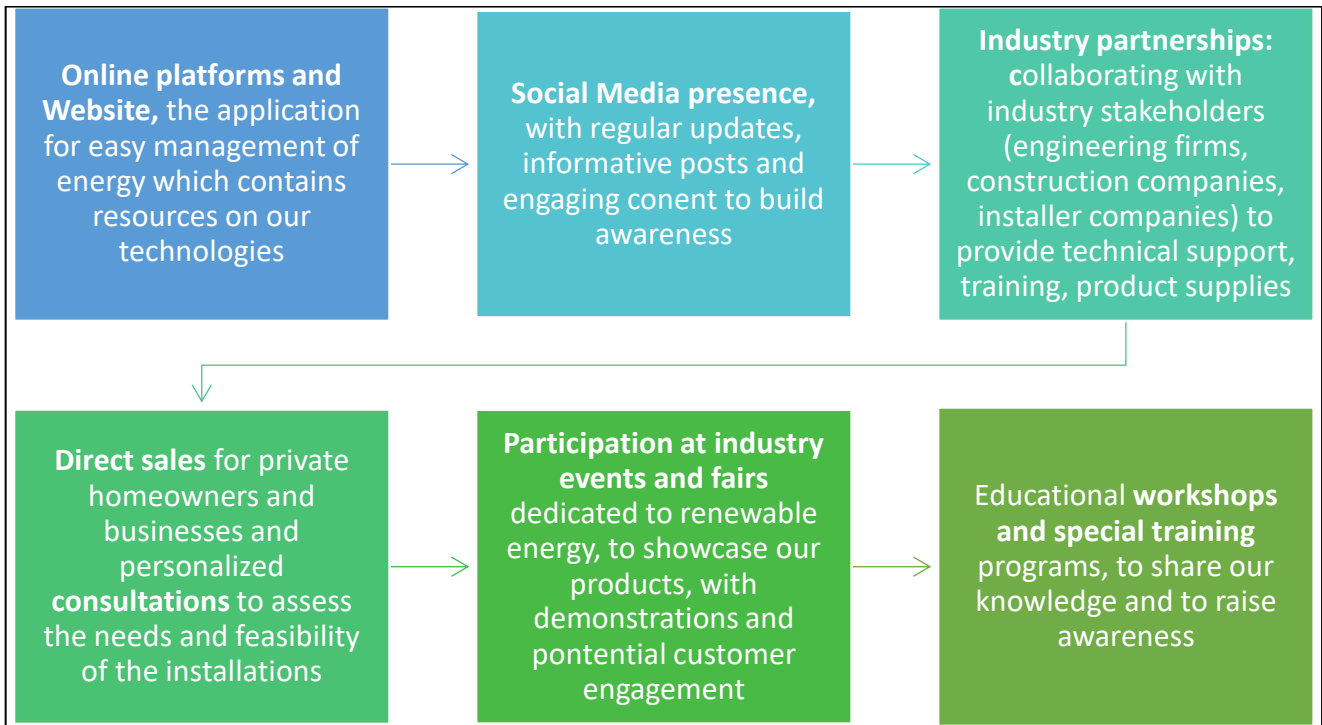 Online platforms and
Website, the application
for easy management of
energy which contains
resources on our
technologies
Social Media presence,
with regular updates,
informative posts and
engaging conent to build
awareness
Industry partnerships:
collaborating with
industry stakeholders
(engineering firms,
construction companies,
installer companies) to
provide technical support,
training, product supplies
Direct sales for private
homeowners and
businesses and
personalized
consultations to assess
the needs and feasibility
of the installations
Participation at industry
events and fairs
dedicated to renewable
energy, to showcase our
products, with
demonstrations and
pontential customer
engagement
Educational workshops
and special training
programs, to share our
knowledge and to raise
awareness